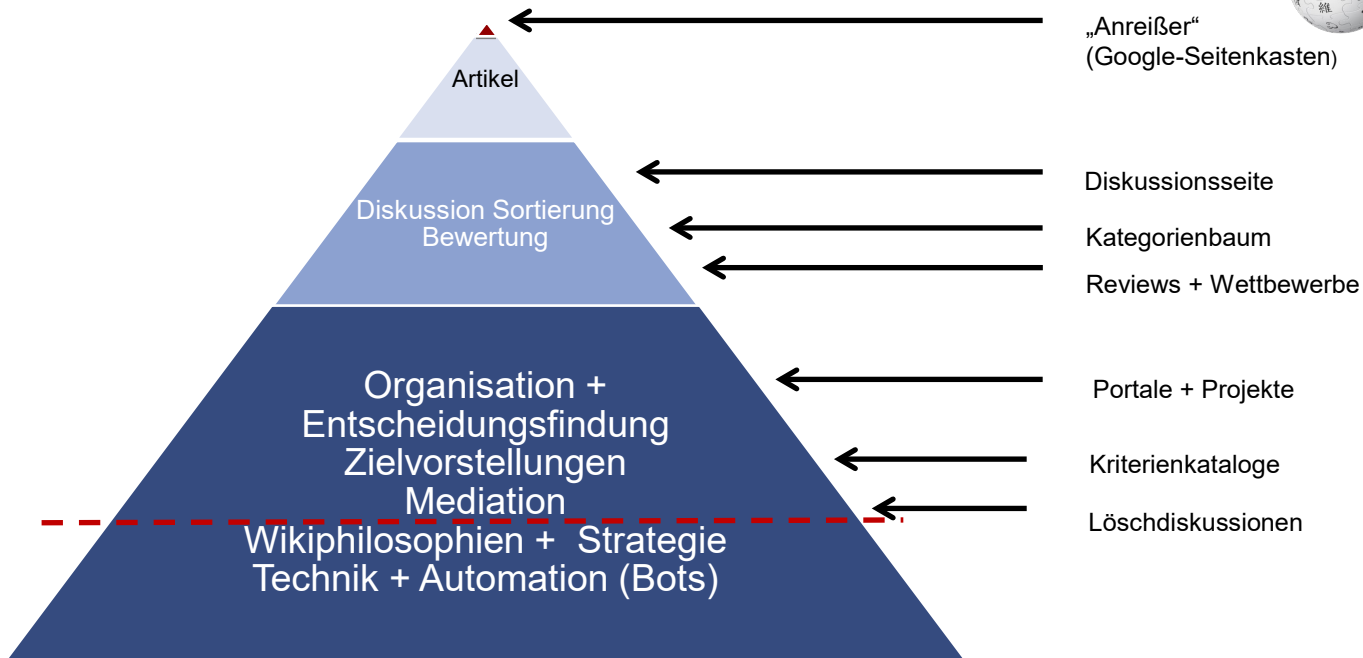 „Anreißer“
(Google-Seitenkasten)
Artikel
Diskussionsseite
Diskussion Sortierung
Bewertung
Kategorienbaum
Reviews + Wettbewerbe
Organisation +
Entscheidungsfindung
Zielvorstellungen
Mediation
Portale + Projekte
Kriterienkataloge
Löschdiskussionen
Wikiphilosophien + Strategie
Technik + Automation (Bots)
維